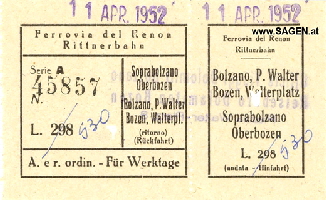 11 APR. 1952
11 APR. 1952
www.SAGEN.at
Ferrovia del Renon
Rittnerbahn
Serie A
45857
N.
L. 298
530
Soprabolzano
Oberbozen
Bolzano, P. Walter
Bozen, Walterpl.
(ritorno)
(Rückfahrt)
A. e r. ordin. - Für Werktage
Ferrovia del Renon
Rittnerbahn
Bolzano, P. Walter
Bozen, Walterplatz
Soprabolzano
Oberbozen
L. 298
530
(andata - Hinfahrt)